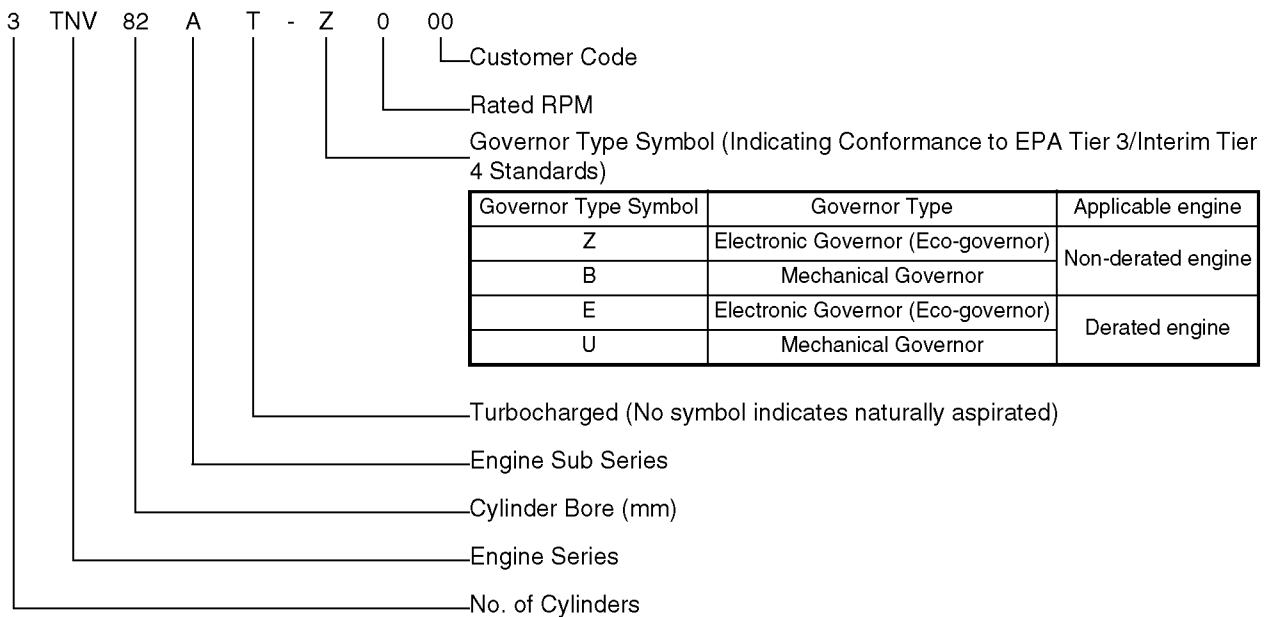 3 TNV 82 A T - Z 0 00
Customer Code
Rated RPM
Governor Type Symbol (Indicating Conformance to EPA Tier 3/Interim Tier
4 Standards)
Governor Type Symbol Governor Type Applicable engine
Z Electronic Governor (Eco-governor)
Non-derated engine
B Mechanical Governor
E Electronic Governor (Eco-governor)
Derated engine
U Mechanical Governor
Turbocharged (No symbol indicates naturally aspirated)
Engine Sub Series
Cylinder Bore (mm)
Engine Series
No. of Cylinders